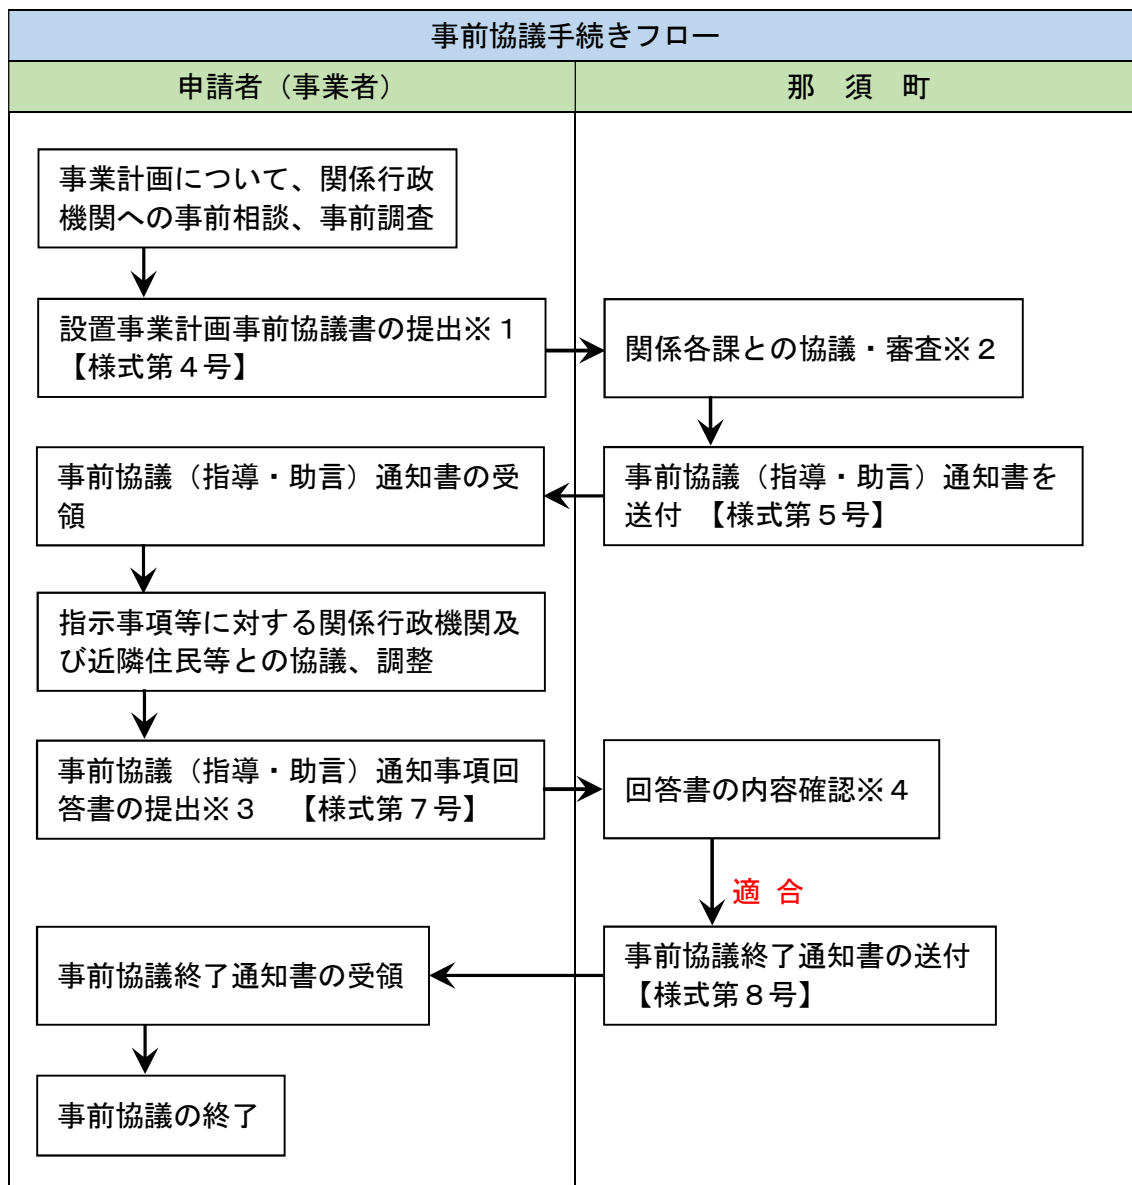 事前協議手続きフロー
申請者（事業者）
那　須　町
事業計画について、関係行政
機関への事前相談、事前調査
設置事業計画事前協議書の提出※１
【様式第４号】
関係各課との協議・審査※２
事前協議（指導・助言）通知書を
送付　【様式第５号】
事前協議（指導・助言）通知書の受
領
指示事項等に対する関係行政機関及
び近隣住民等との協議、調整
事前協議（指導・助言）通知事項回
答書の提出※３　【様式第７号】
回答書の内容確認※４
適 合
事前協議終了通知書の送付
【様式第８号】
事前協議終了通知書の受領
事前協議の終了